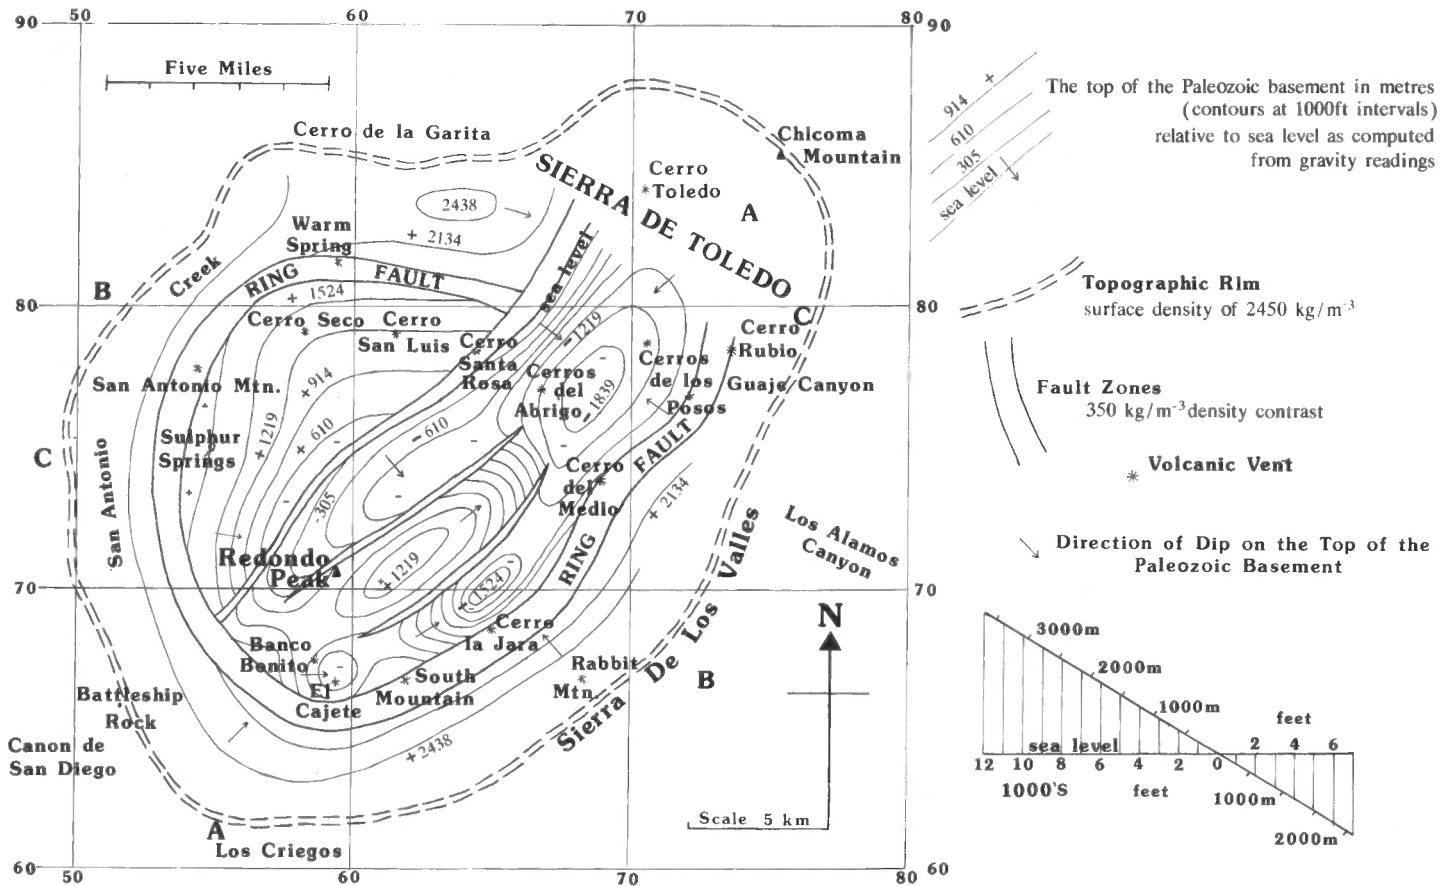 90
50
60
70
80
90
Five Miles
Cerro de la Garita
Chicoma
Mountain
SIERRA DE TOLEDO
Cerro
Toledo
A
2438
+ 2134
Warm
Spring
Creek
RING FAULT
B
+ 1524
sea level
80
80
C
Cerro Seco
Cerro
San Luis
Cerro
Santa
Rosa
-1219
Cerro
Rubio
Cerros
del
Abrigo
-1839
Cerros
de los
Posos
Guaje Canyon
San Antonio Mtn.
+ 914
+ 1219
+ 610
- 610
FAULT
Sulphur
Springs
C
San Antonio
-305
Cerro
del
Medio
+ 2134
Los Alamos
Canyon
Redondo
Peak
+ 1219
+ 1524
RING
70
70
Banco
Bonito
El
Cajete
Cerro
la Jara
South
Mountain
Rabbit
Mtn.
Sierra De Los Valles
B
N
Battleship
Rock
Canon de
San Diego
+ 2438
A
Los Criegos
Scale 5 km
60
50
60
70
80
60
914
610
305
sea level
The top of the Paleozoic basement in metres
(contours at 1000ft intervals)
relative to sea level as computed
from gravity readings
Topographic Rim
surface density of 2450 kg/m⁻³
Fault Zones
350 kg/m⁻³ density contrast
Volcanic Vent
Direction of Dip on the Top of the
Paleozoic Basement
3000m
2000m
1000m
feet
sea level
2 4 6
12 10 8 6 4 2 0
1000'S feet
1000m
2000m